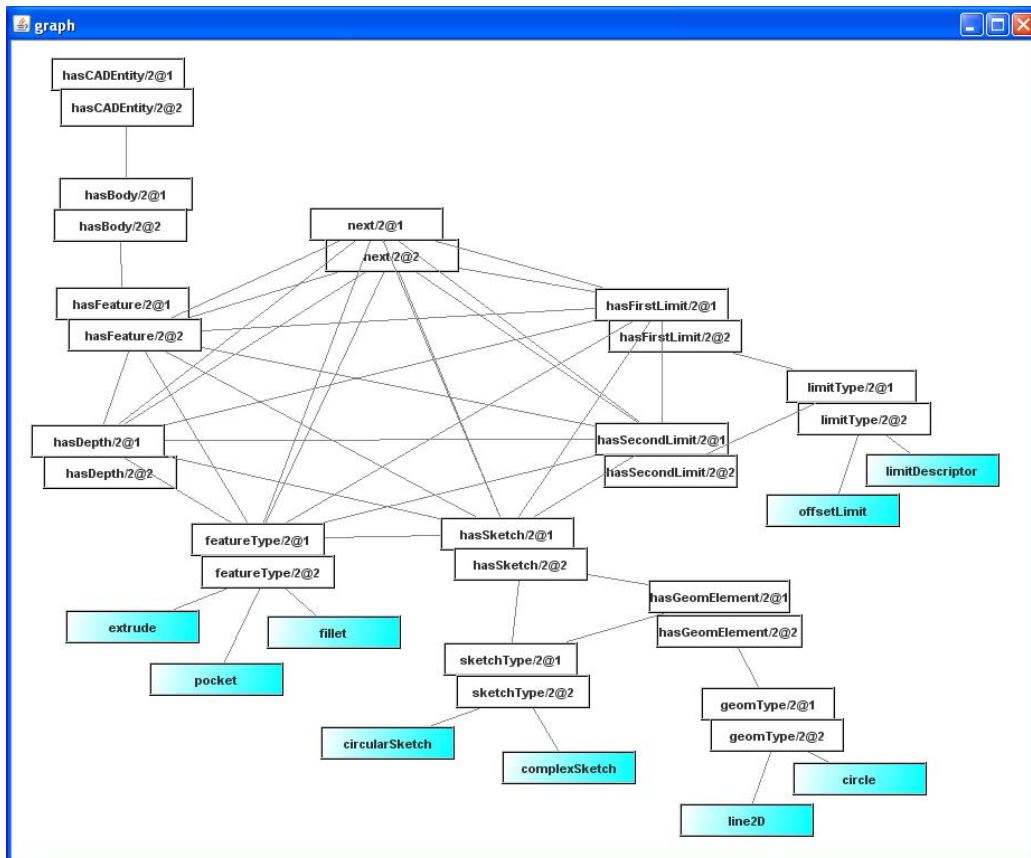 graph
hasCADEntity/2@1
hasCADEntity/2@2
hasBody/2@1
hasBody/2@2
next/2@1
next/2@2
hasFeature/2@1
hasFeature/2@2
hasFirstLimit/2@1
hasFirstLimit/2@2
limitType/2@1
limitType/2@2
hasDepth/2@1
hasDepth/2@2
hasSecondLimit/2@1
hasSecondLimit/2@2
limitDescriptor
offsetLimit
featureType/2@1
featureType/2@2
hasSketch/2@1
hasSketch/2@2
hasGeomElement/2@1
hasGeomElement/2@2
extrude
fillet
pocket
sketchType/2@1
sketchType/2@2
geomType/2@1
geomType/2@2
circularSketch
complexSketch
circle
line2D